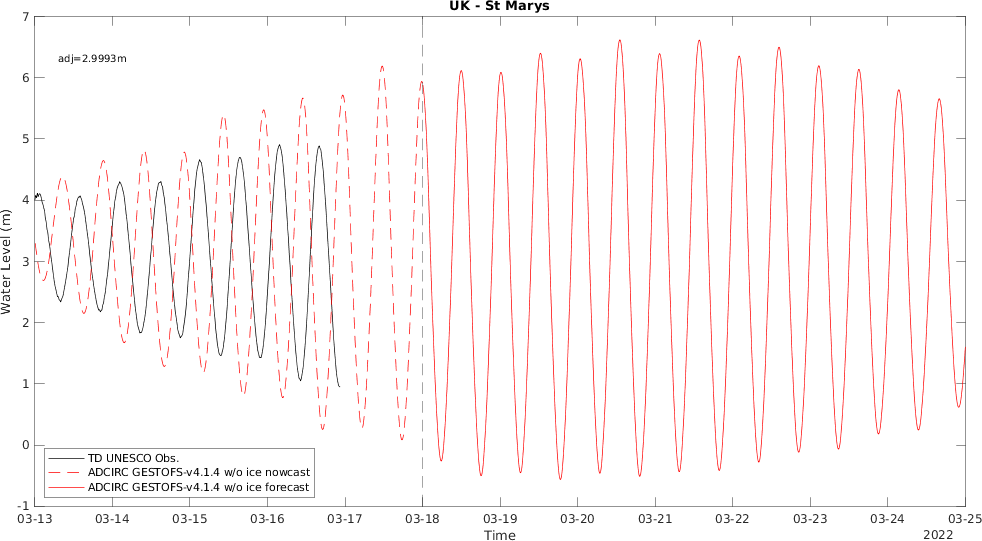 UK - St Marys
adj=2.9993m
Water Level (m)
7
6
5
4
3
2
1
0
-1
TD UNESCO Obs.
ADCIRC GESTOFS-v4.1.4 w/o ice nowcast
ADCIRC GESTOFS-v4.1.4 w/o ice forecast
03-13 03-14 03-15 03-16 03-17 03-18 03-19 03-20 03-21 03-22 03-23 03-24 03-25
Time
2022